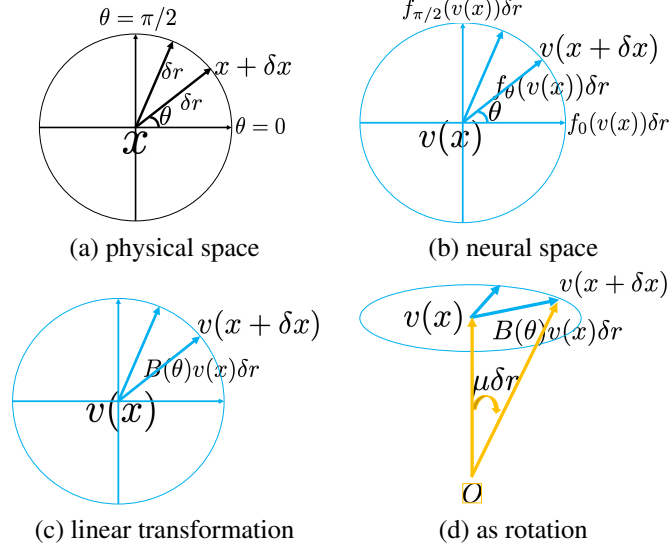 θ = π/2
δr
x + δx
δr
θ
θ = 0
x
(a) physical space
f_{π/2}(v(x))δr
v(x + δx)
f_θ(v(x))δr
θ
f_0(v(x))δr
v(x)
(b) neural space
v(x + δx)
B(θ)v(x)δr
v(x)
(c) linear transformation
v(x + δx)
v(x)
B(θ)v(x)δr
μδr
O
(d) as rotation